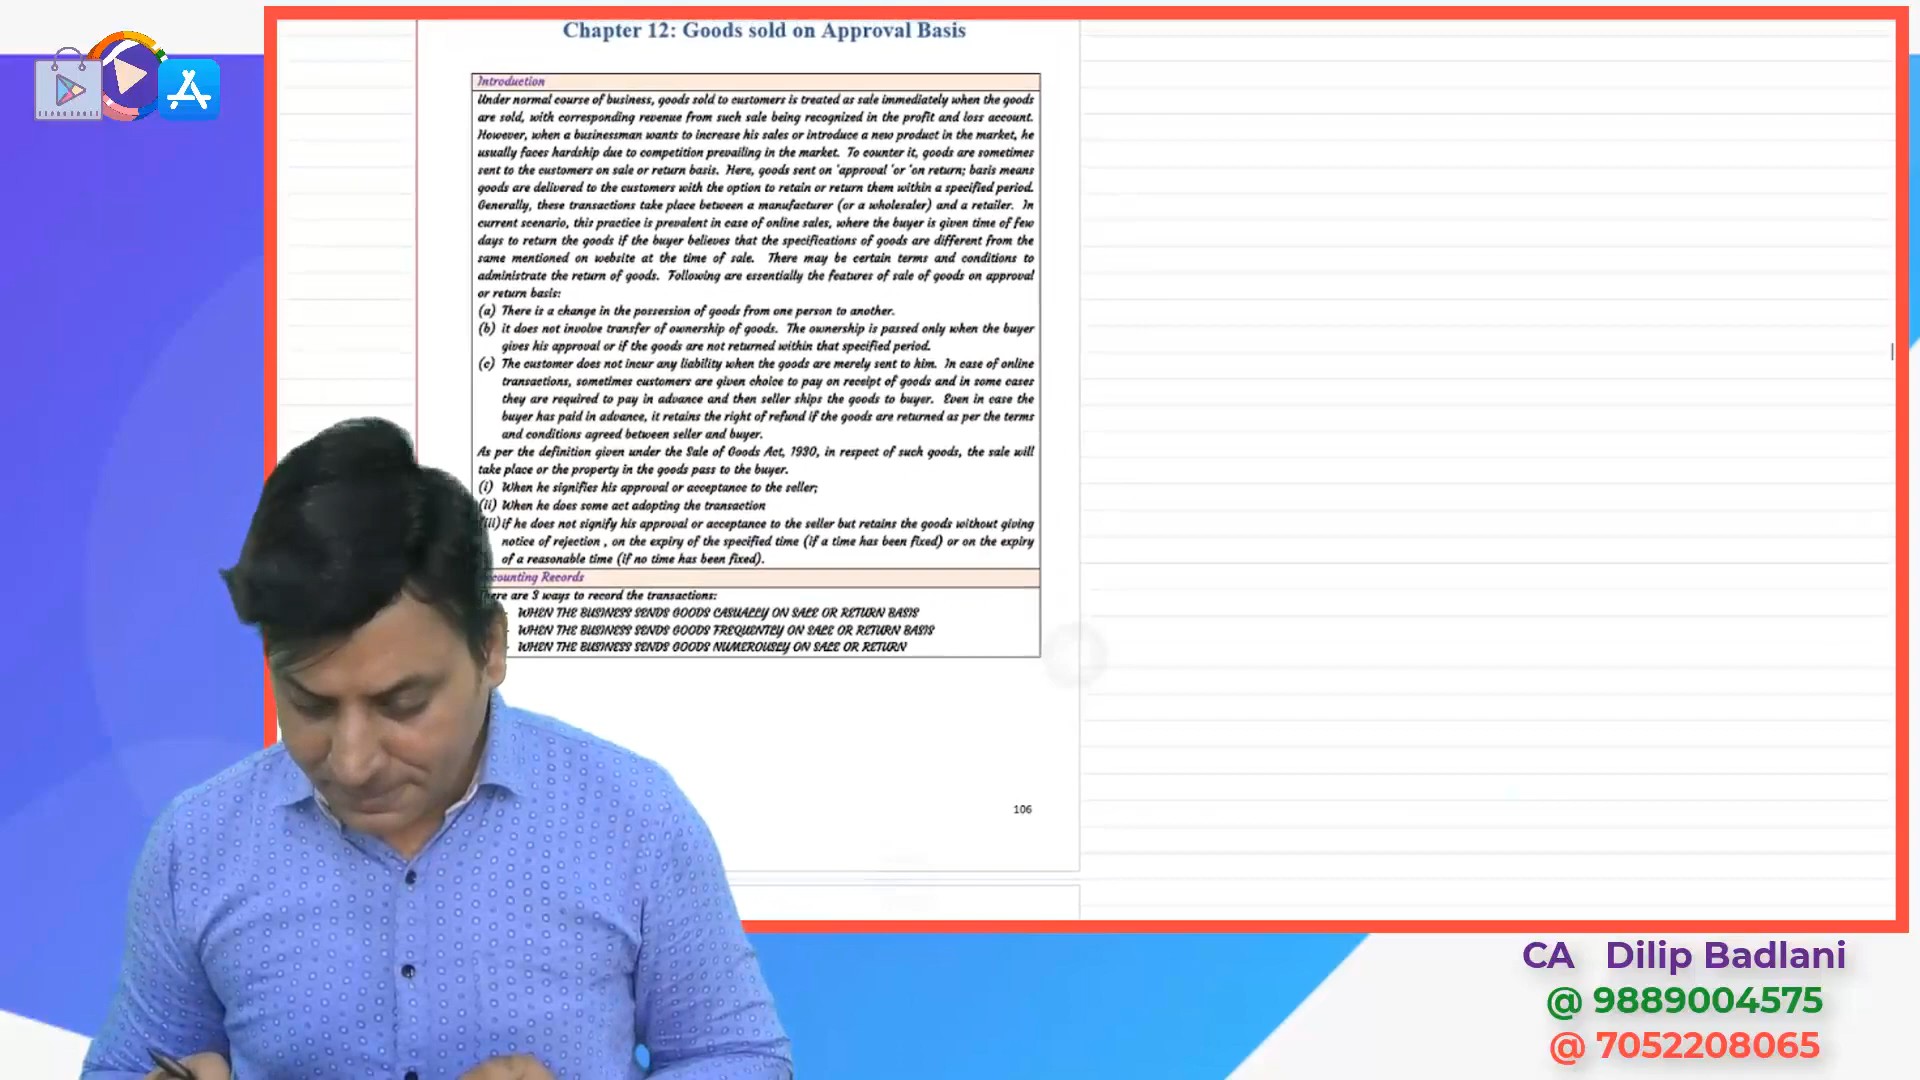 Chapter 12: Goods sold on Approval Basis
Introduction
Under normal course of business, goods sold to customers is treated as sale immediately when the goods
are sold, with corresponding revenue from such sale being recognized in the profit and loss account.
However, when a businessman wants to increase his sales or introduce a new product in the market, he
usually faces hardship due to competition prevailing in the market. To counter it, goods are sometimes
sent to the customers on sale or return basis. Here, goods sent on 'approval 'or 'on return; basis means
goods are delivered to the customers with the option to retain or return them within a specified period.
Generally, these transactions take place between a manufacturer (or a wholesaler) and a retailer. In
current scenario, this practice is prevalent in case of online sales, where the buyer is given time of few
days to return the goods if the buyer believes that the specifications of goods are different from the
same mentioned on website at the time of sale. There may be certain terms and conditions to
administrate the return of goods. Following are essentially the features of sale of goods on approval
or return basis:
(a) There is a change in the possession of goods from one person to another.
(b) it does not involve transfer of ownership of goods. The ownership is passed only when the buyer
gives his approval or if the goods are not returned within that specified period.
(c) The customer does not incur any liability when the goods are merely sent to him. In case of online
transactions, sometimes customers are given choice to pay on receipt of goods and in some cases
they are required to pay in advance and then seller ships the goods to buyer. Even in case the
buyer has paid in advance, it retains the right of refund if the goods are returned as per the terms
and conditions agreed between seller and buyer.
As per the definition given under the Sale of Goods Act, 1930, in respect of such goods, the sale will
take place or the property in the goods pass to the buyer.
(i) When he signifies his approval or acceptance to the seller;
(ii) When he does some act adopting the transaction
(iii) if he does not signify his approval or acceptance to the seller but retains the goods without giving
notice of rejection , on the expiry of the specified time (if a time has been fixed) or on the expiry
of a reasonable time (if no time has been fixed).
Accounting Records
There are 3 ways to record the transactions:
WHEN THE BUSINESS SENDS GOODS CASUALLY ON SALE OR RETURN BASIS
WHEN THE BUSINESS SENDS GOODS FREQUENTLY ON SALE OR RETURN BASIS
WHEN THE BUSINESS SENDS GOODS NUMEROUSLY ON SALE OR RETURN
106
CA Dilip Badlani
@ 9889004575
@ 7052208065